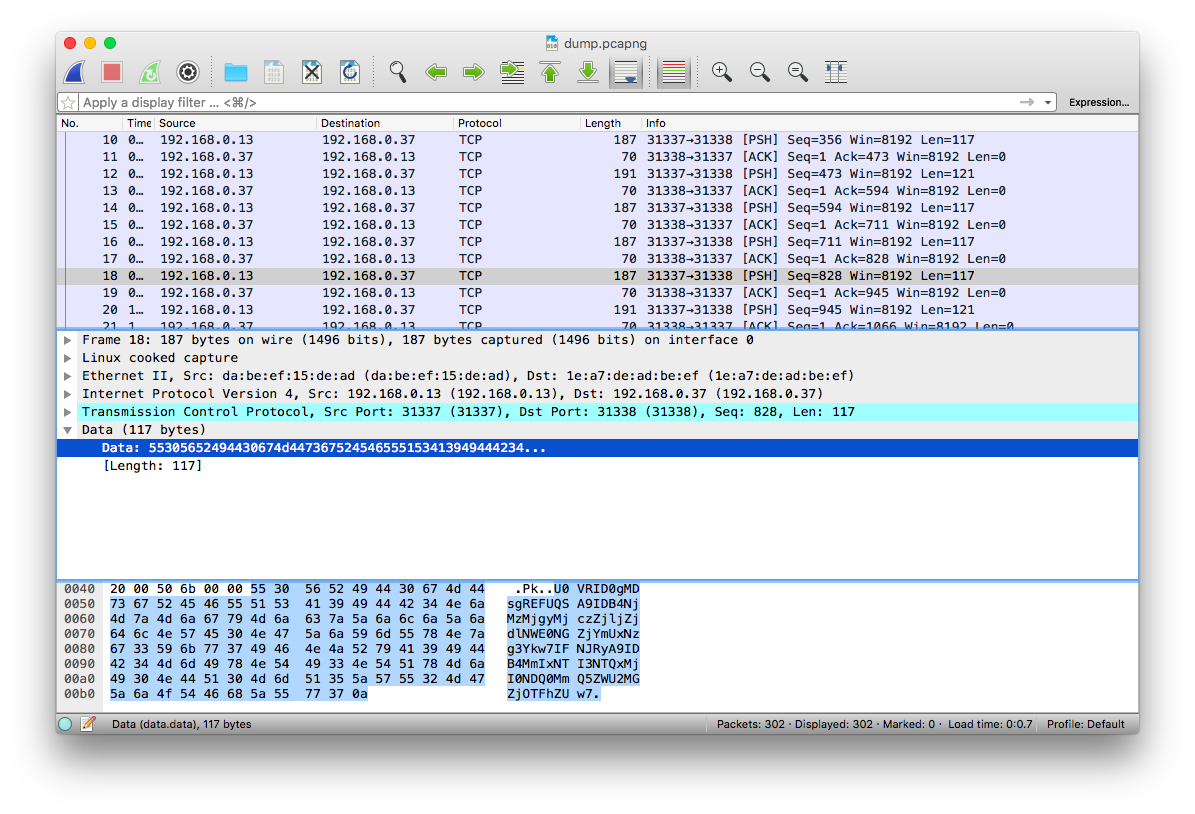 dump.pcapng
Apply a display filter ... <⌘/>
Expression...
No. Time Source Destination Protocol Length Info
10 0… 192.168.0.13 192.168.0.37 TCP 187 31337→31338 [PSH] Seq=356 Win=8192 Len=117
11 0… 192.168.0.37 192.168.0.13 TCP 70 31338→31337 [ACK] Seq=1 Ack=473 Win=8192 Len=0
12 0… 192.168.0.13 192.168.0.37 TCP 191 31337→31338 [PSH] Seq=473 Win=8192 Len=121
13 0… 192.168.0.37 192.168.0.13 TCP 70 31338→31337 [ACK] Seq=1 Ack=594 Win=8192 Len=0
14 0… 192.168.0.13 192.168.0.37 TCP 187 31337→31338 [PSH] Seq=594 Win=8192 Len=117
15 0… 192.168.0.37 192.168.0.13 TCP 70 31338→31337 [ACK] Seq=1 Ack=711 Win=8192 Len=0
16 0… 192.168.0.13 192.168.0.37 TCP 187 31337→31338 [PSH] Seq=711 Win=8192 Len=117
17 0… 192.168.0.37 192.168.0.13 TCP 70 31338→31337 [ACK] Seq=1 Ack=828 Win=8192 Len=0
18 0… 192.168.0.13 192.168.0.37 TCP 187 31337→31338 [PSH] Seq=828 Win=8192 Len=117
19 0… 192.168.0.37 192.168.0.13 TCP 70 31338→31337 [ACK] Seq=1 Ack=945 Win=8192 Len=0
20 1… 192.168.0.13 192.168.0.37 TCP 191 31337→31338 [PSH] Seq=945 Win=8192 Len=121
21 1… 192.168.0.37 192.168.0.13 TCP 70 31338→31337 [ACK] Seq=1 Ack=1066 Win=8192 Len=0
Frame 18: 187 bytes on wire (1496 bits), 187 bytes captured (1496 bits) on interface 0
Linux cooked capture
Ethernet II, Src: da:be:ef:15:de:ad (da:be:ef:15:de:ad), Dst: 1e:a7:de:ad:be:ef (1e:a7:de:ad:be:ef)
Internet Protocol Version 4, Src: 192.168.0.13 (192.168.0.13), Dst: 192.168.0.37 (192.168.0.37)
Transmission Control Protocol, Src Port: 31337 (31337), Dst Port: 31338 (31338), Seq: 828, Len: 117
Data (117 bytes)
Data: 55305652494430674d4473675245465551534139494442​34...
[Length: 117]
0040 20 00 50 6b 00 00 55 30 56 52 49 44 30 67 4d 44 .Pk..U0 VRID0gMD
0050 73 67 52 45 46 55 51 53 41 39 49 44 42 34 4e 6a sgREFUQS A9IDB4Nj
0060 4d 7a 4d 6a 67 79 4d 6a 63 7a 5a 6a 6c 6a 5a 6a MzMjgyMj czZjljZj
0070 64 6c 4e 57 45 30 4e 47 5a 6a 59 6d 55 78 4e 7a dlNWE0NG ZjYmUxNz
0080 67 33 59 6b 77 37 49 46 4e 4a 52 79 41 39 49 44 g3Ykw7IF NJRyA9ID
0090 42 34 4d 6d 49 78 4e 54 49 33 4e 54 51 78 4d 6a B4MmIxNT I3NTQxMj
00a0 49 30 4e 44 51 30 4d 6d 51 35 5a 57 55 32 4d 47 I0NDQ0Mm Q5ZWU2MG
00b0 5a 6a 4f 54 46 68 5a 55 77 37 0a ZjOTFhZU w7.
Data (data.data), 117 bytes
Packets: 302 · Displayed: 302 · Marked: 0 · Load time: 0:0.7
Profile: Default